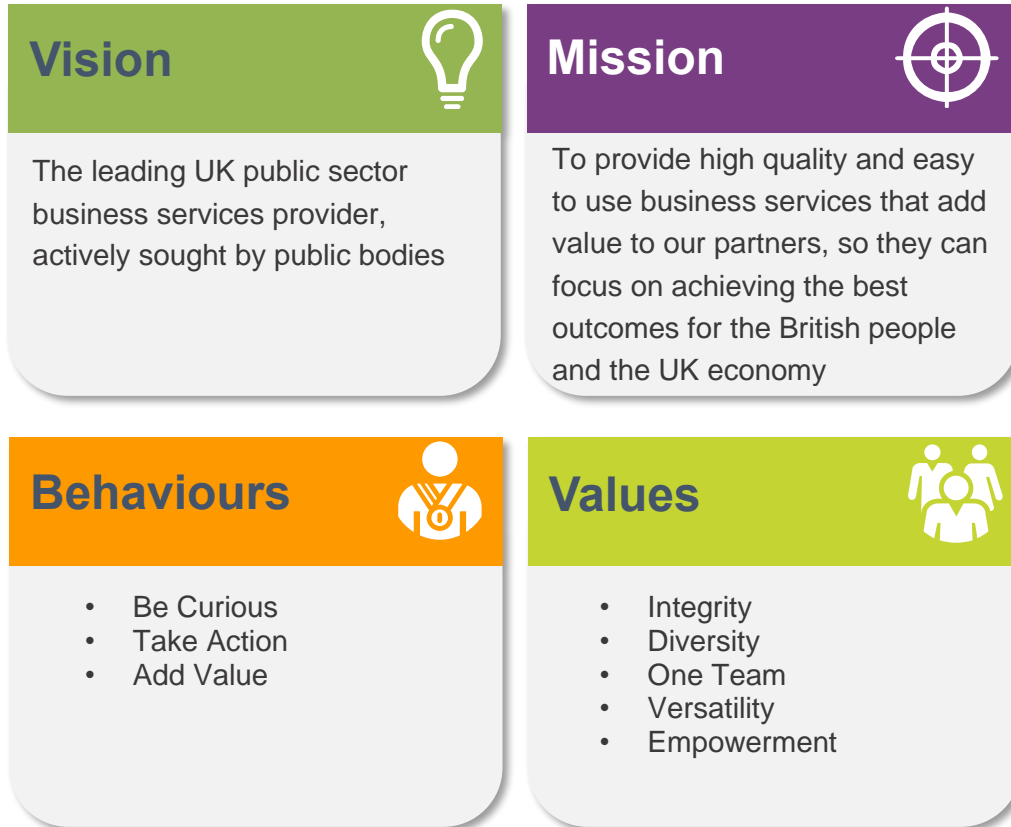 Vision
The leading UK public sector
business services provider,
actively sought by public bodies
Mission
To provide high quality and easy
to use business services that add
value to our partners, so they can
focus on achieving the best
outcomes for the British people
and the UK economy
Behaviours
• Be Curious
• Take Action
• Add Value
Values
• Integrity
• Diversity
• One Team
• Versatility
• Empowerment